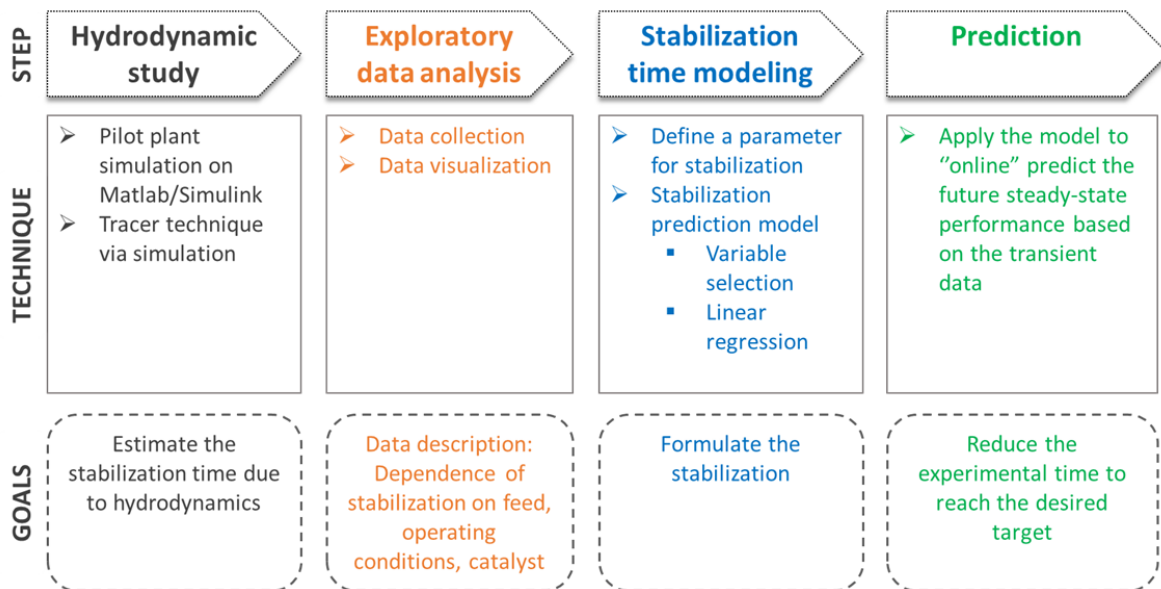 STEP
Hydrodynamic
study
Exploratory
data analysis
Stabilization
time modeling
Prediction
TECHNIQUE
➤ Pilot plant
simulation on
Matlab/Simulink
➤ Tracer technique
via simulation
➤ Data collection
➤ Data visualization
➤ Define a parameter
for stabilization
➤ Stabilization
prediction model
▪ Variable
selection
▪ Linear
regression
➤ Apply the model to
“online” predict the
future steady-state
performance based
on the transient
data
GOALS
Estimate the
stabilization time due
to hydrodynamics
Data description:
Dependence of
stabilization on feed,
operating
conditions, catalyst
Formulate the
stabilization
Reduce the
experimental time to
reach the desired
target